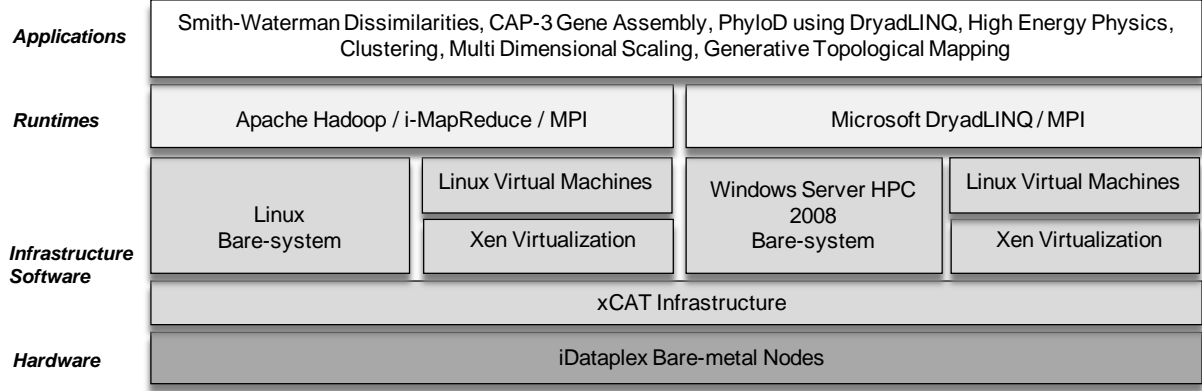 Applications
Smith-Waterman Dissimilarities, CAP-3 Gene Assembly, PhyloD using DryadLINQ, High Energy Physics,
Clustering, Multi Dimensional Scaling, Generative Topological Mapping
Runtimes
Apache Hadoop / i-MapReduce / MPI
Microsoft DryadLINQ / MPI
Infrastructure
Software
Linux
Bare-system
Linux Virtual Machines
Xen Virtualization
Windows Server HPC
2008
Bare-system
Linux Virtual Machines
Xen Virtualization
xCAT Infrastructure
Hardware
iDataplex Bare-metal Nodes